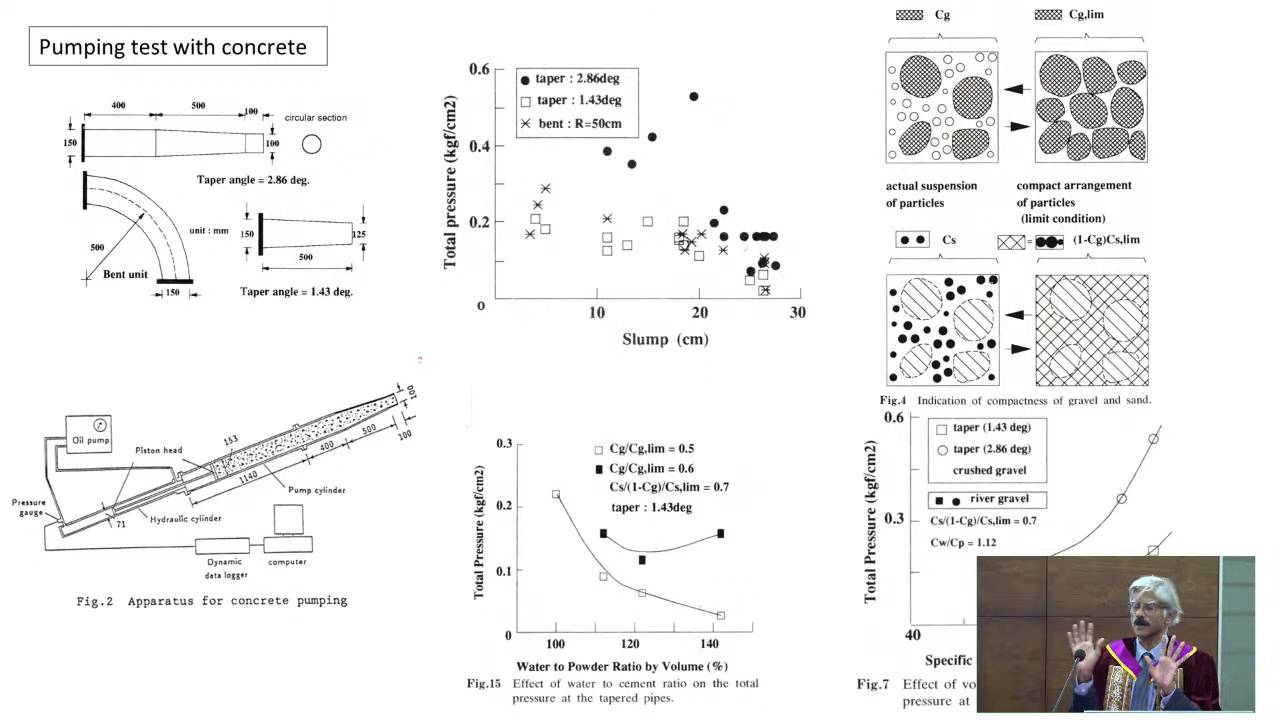 Pumping test with concrete
400
500
100
circular section
150
100
Taper angle = 2.86 deg.
500
Bent unit
150
unit : mm
150
125
500
Taper angle = 1.43 deg.
Oil pump
Piston head
153
1140
400
500
100
100
Pump cylinder
Pressure
gauge
71
Hydraulic cylinder
Dynamic
data logger
computer
Fig.2 Apparatus for concrete pumping
Total pressure (kgf/cm2)
0.6
0.4
0.2
0
taper : 2.86deg
taper : 1.43deg
bent : R=50cm
10
20
30
Slump (cm)
Total Pressure (kgf/cm2)
0.3
0.2
0.1
0
Cg/Cg,lim = 0.5
Cg/Cg,lim = 0.6
Cs/(1-Cg)/Cs,lim = 0.7
taper : 1.43deg
100
120
140
Water to Powder Ratio by Volume (%)
Fig.15 Effect of water to cement ratio on the total
pressure at the tapered pipes.
Cg
Cg,lim
actual suspension
of particles
compact arrangement
of particles
(limit condition)
Cs
= (1-Cg)Cs,lim
Fig.4 Indication of compactness of gravel and sand.
Total Pressure (kgf/cm2)
0.6
0.3
taper (1.43 deg)
taper (2.86 deg)
crushed gravel
river gravel
Cs/(1-Cg)/Cs,lim = 0.7
Cw/Cp = 1.12
40
Specific
Fig.7 Effect of vo
pressure at